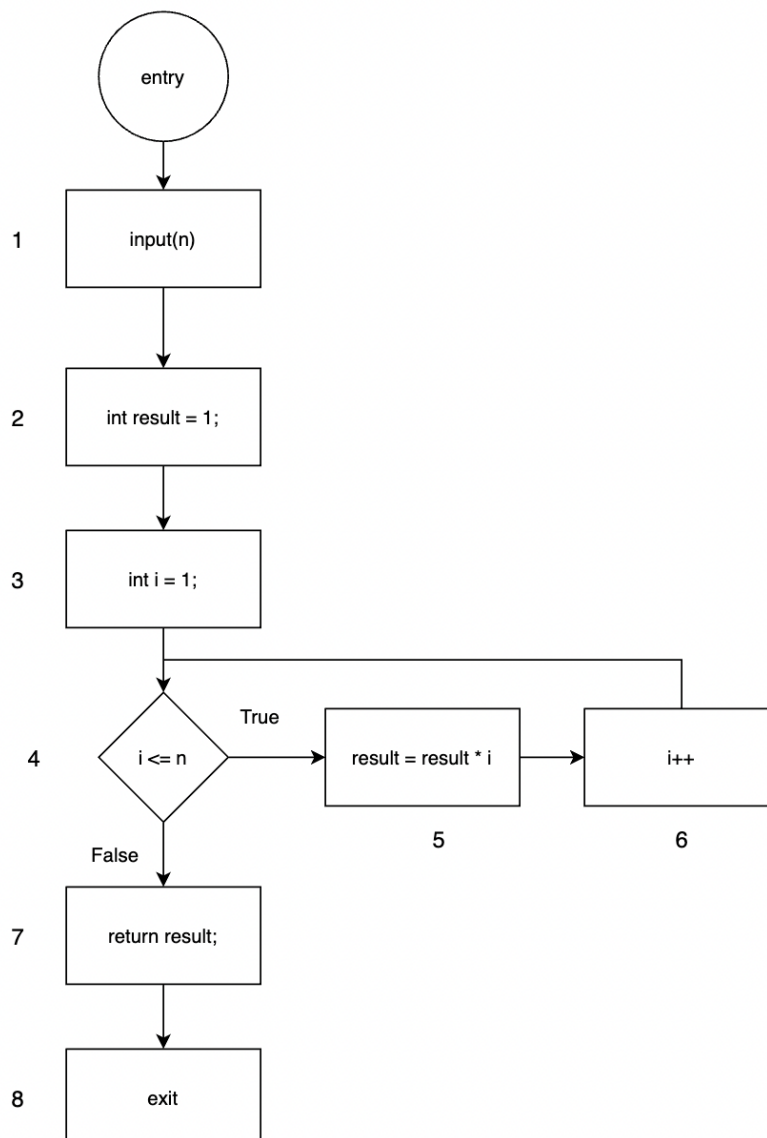 entry
1
input(n)
2
int result = 1;
3
int i = 1;
4
i <= n
True
result = result * i
i++
5
6
False
7
return result;
8
exit